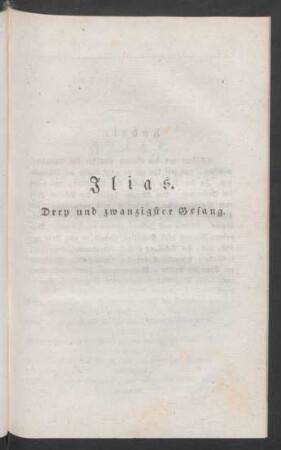 Ilias.
Drey und zwanzigster Gesang.